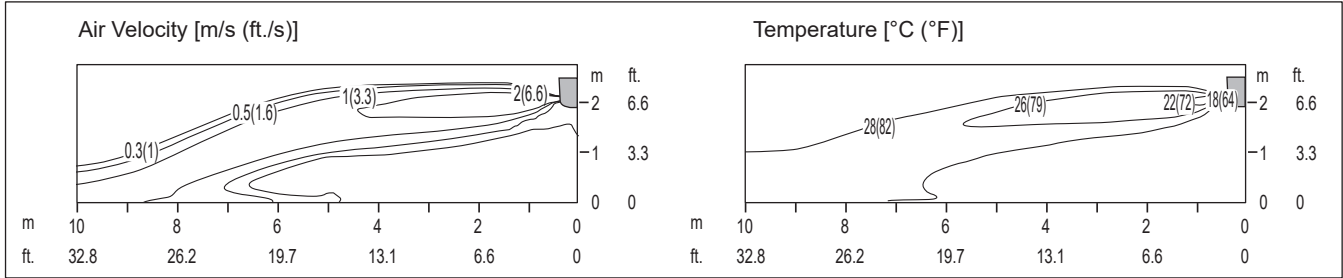 Air Velocity [m/s (ft./s)]
m ft.
2(6.6)
1(3.3)
0.5(1.6)
0.3(1)
2 6.6
1 3.3
0 0
m 10 8 6 4 2 0
ft. 32.8 26.2 19.7 13.1 6.6 0
Temperature [°C (°F)]
m ft.
18(64)
22(72)
26(79)
28(82)
2 6.6
1 3.3
0 0
m 10 8 6 4 2 0
ft. 32.8 26.2 19.7 13.1 6.6 0